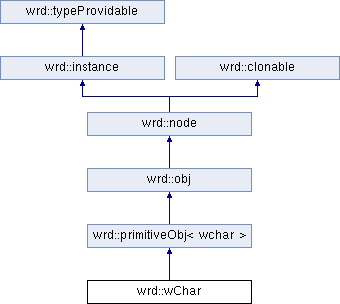 wrd::typeProvidable
wrd::instance wrd::clonable
wrd::node
wrd::obj
wrd::primitiveObj< wchar >
wrd::wChar